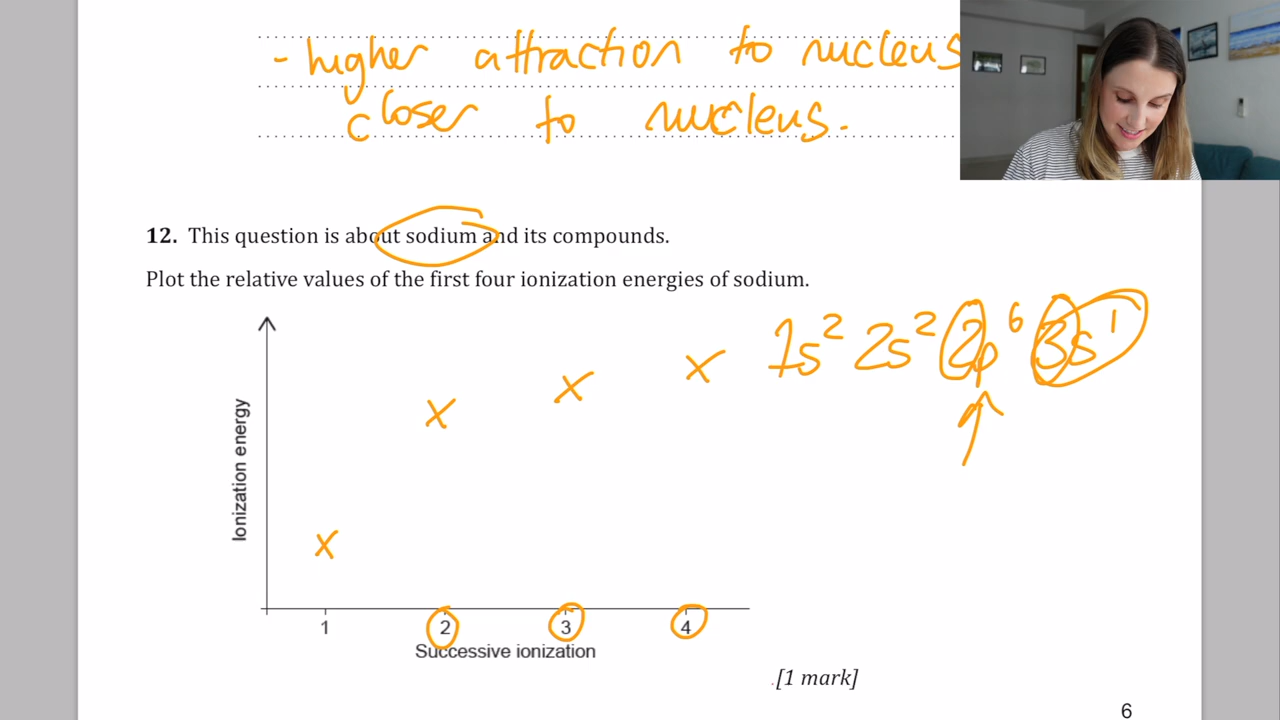 - higher attraction to nucleus
closer to nucleus.
12. This question is about sodium and its compounds.
Plot the relative values of the first four ionization energies of sodium.
1s² 2s² 2p⁶ 3s¹
Ionization energy
x x x x
1 2 3 4
Successive ionization
[1 mark]
6